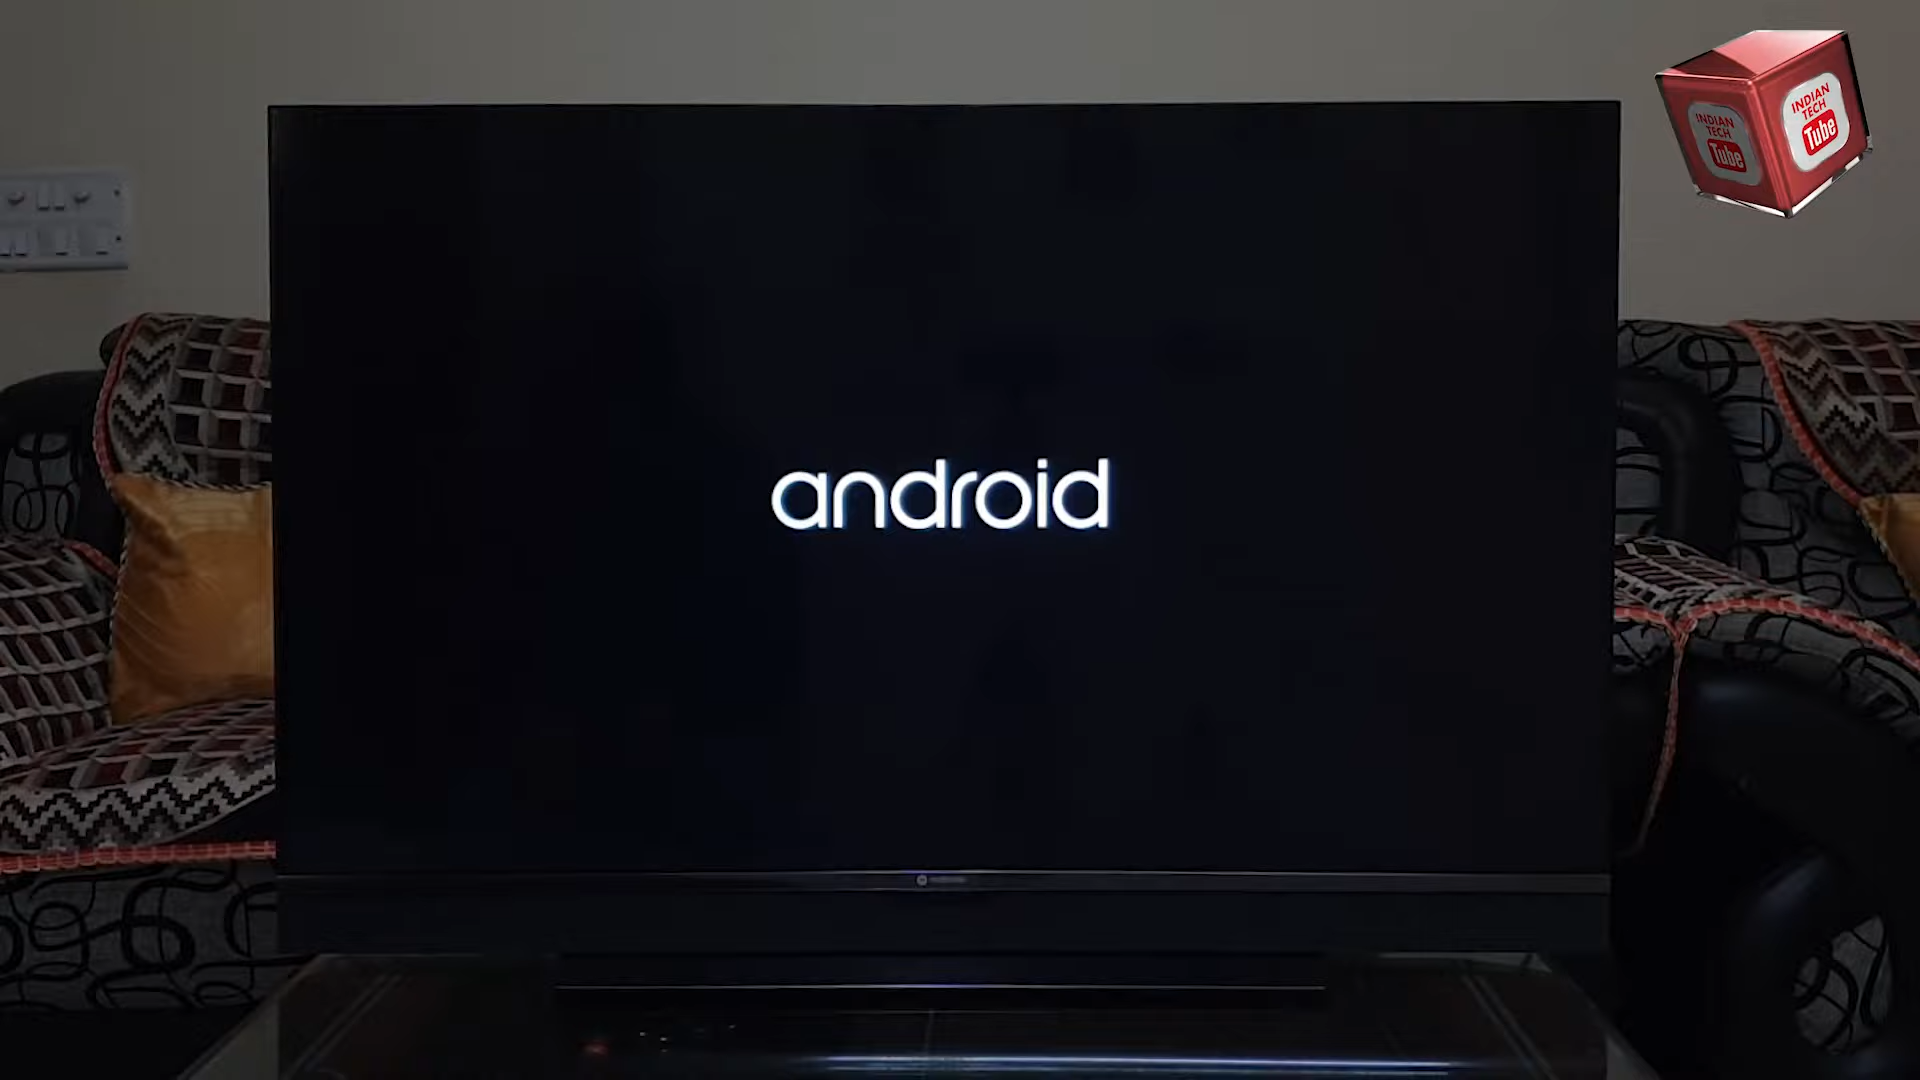 INDIAN
TECH
Tube
INDIAN
TECH
Tube
android